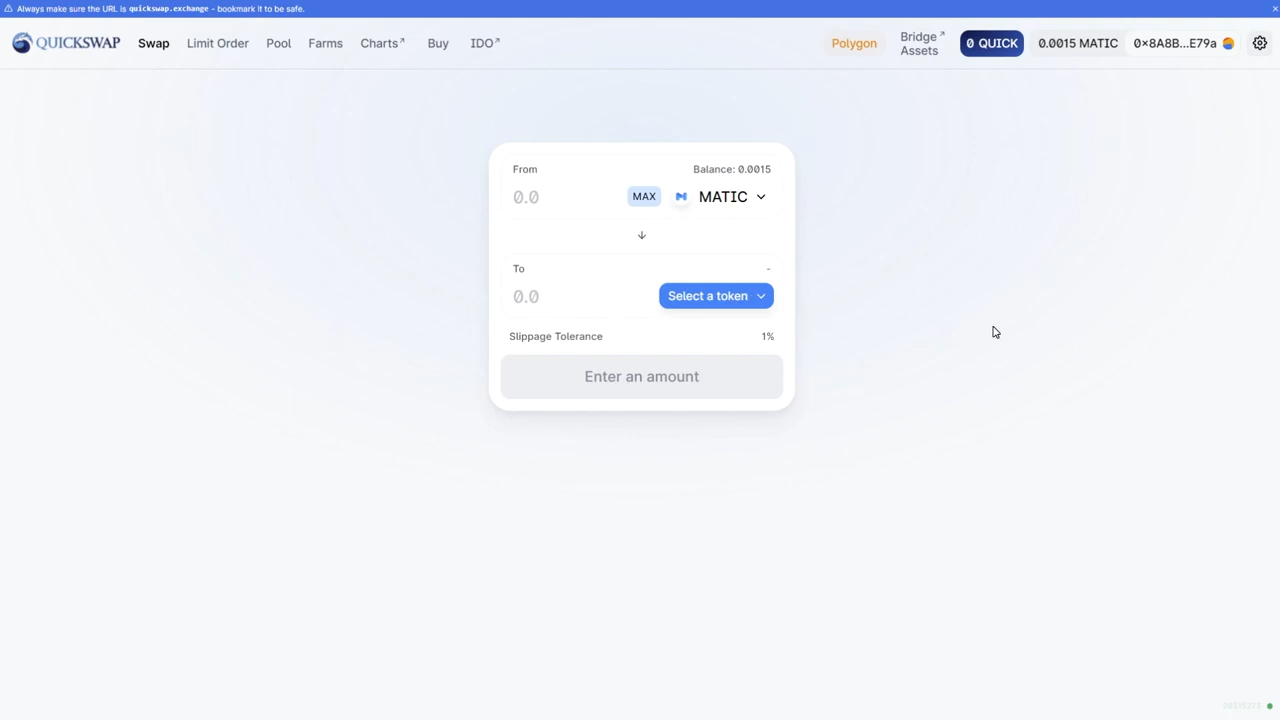 Always make sure the URL is quickswap.exchange - bookmark it to be safe.
QUICKSWAP
Swap
Limit Order
Pool
Farms
Charts↗
Buy
IDO↗
Polygon
Bridge↗
Assets
0 QUICK
0.0015 MATIC
0×8A8B...E79a
From
Balance: 0.0015
0.0
MAX
MATIC
To
-
0.0
Select a token
Slippage Tolerance
1%
Enter an amount